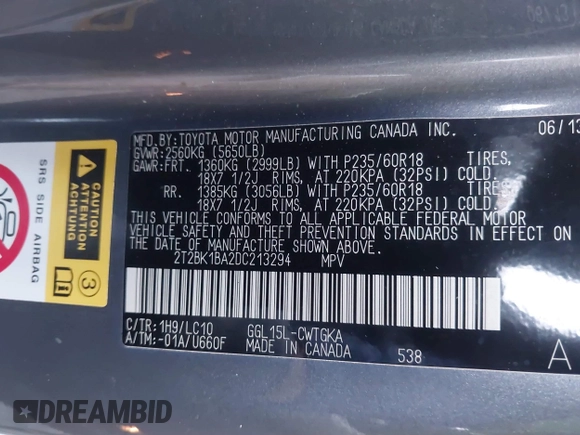 MFD.BY:TOYOTA MOTOR MANUFACTURING CANADA INC. 06/13
GVWR:2560KG (5650LB)
GAWR:FRT. 1360KG (2999LB) WITH P235/60R18 TIRES,
18X7 1/2J RIMS, AT 220KPA (32PSI) COLD.
RR. 1385KG (3056LB) WITH P235/60R18 TIRES,
18X7 1/2J RIMS, AT 220KPA (32PSI) COLD.
THIS VEHICLE CONFORMS TO ALL APPLICABLE FEDERAL MOTOR
VEHICLE SAFETY AND THEFT PREVENTION STANDARDS IN EFFECT ON
THE DATE OF MANUFACTURE SHOWN ABOVE.
2T2BK1BA2DC213294 MPV
C/TR:1H9/LC10 GGL15L-CWTGKA
A/TM:-01A/U660F MADE IN CANADA 538 A
CAUTION
ATTENTION
ACHTUNG
SRS SIDE AIRBAG
3
DREAMBID